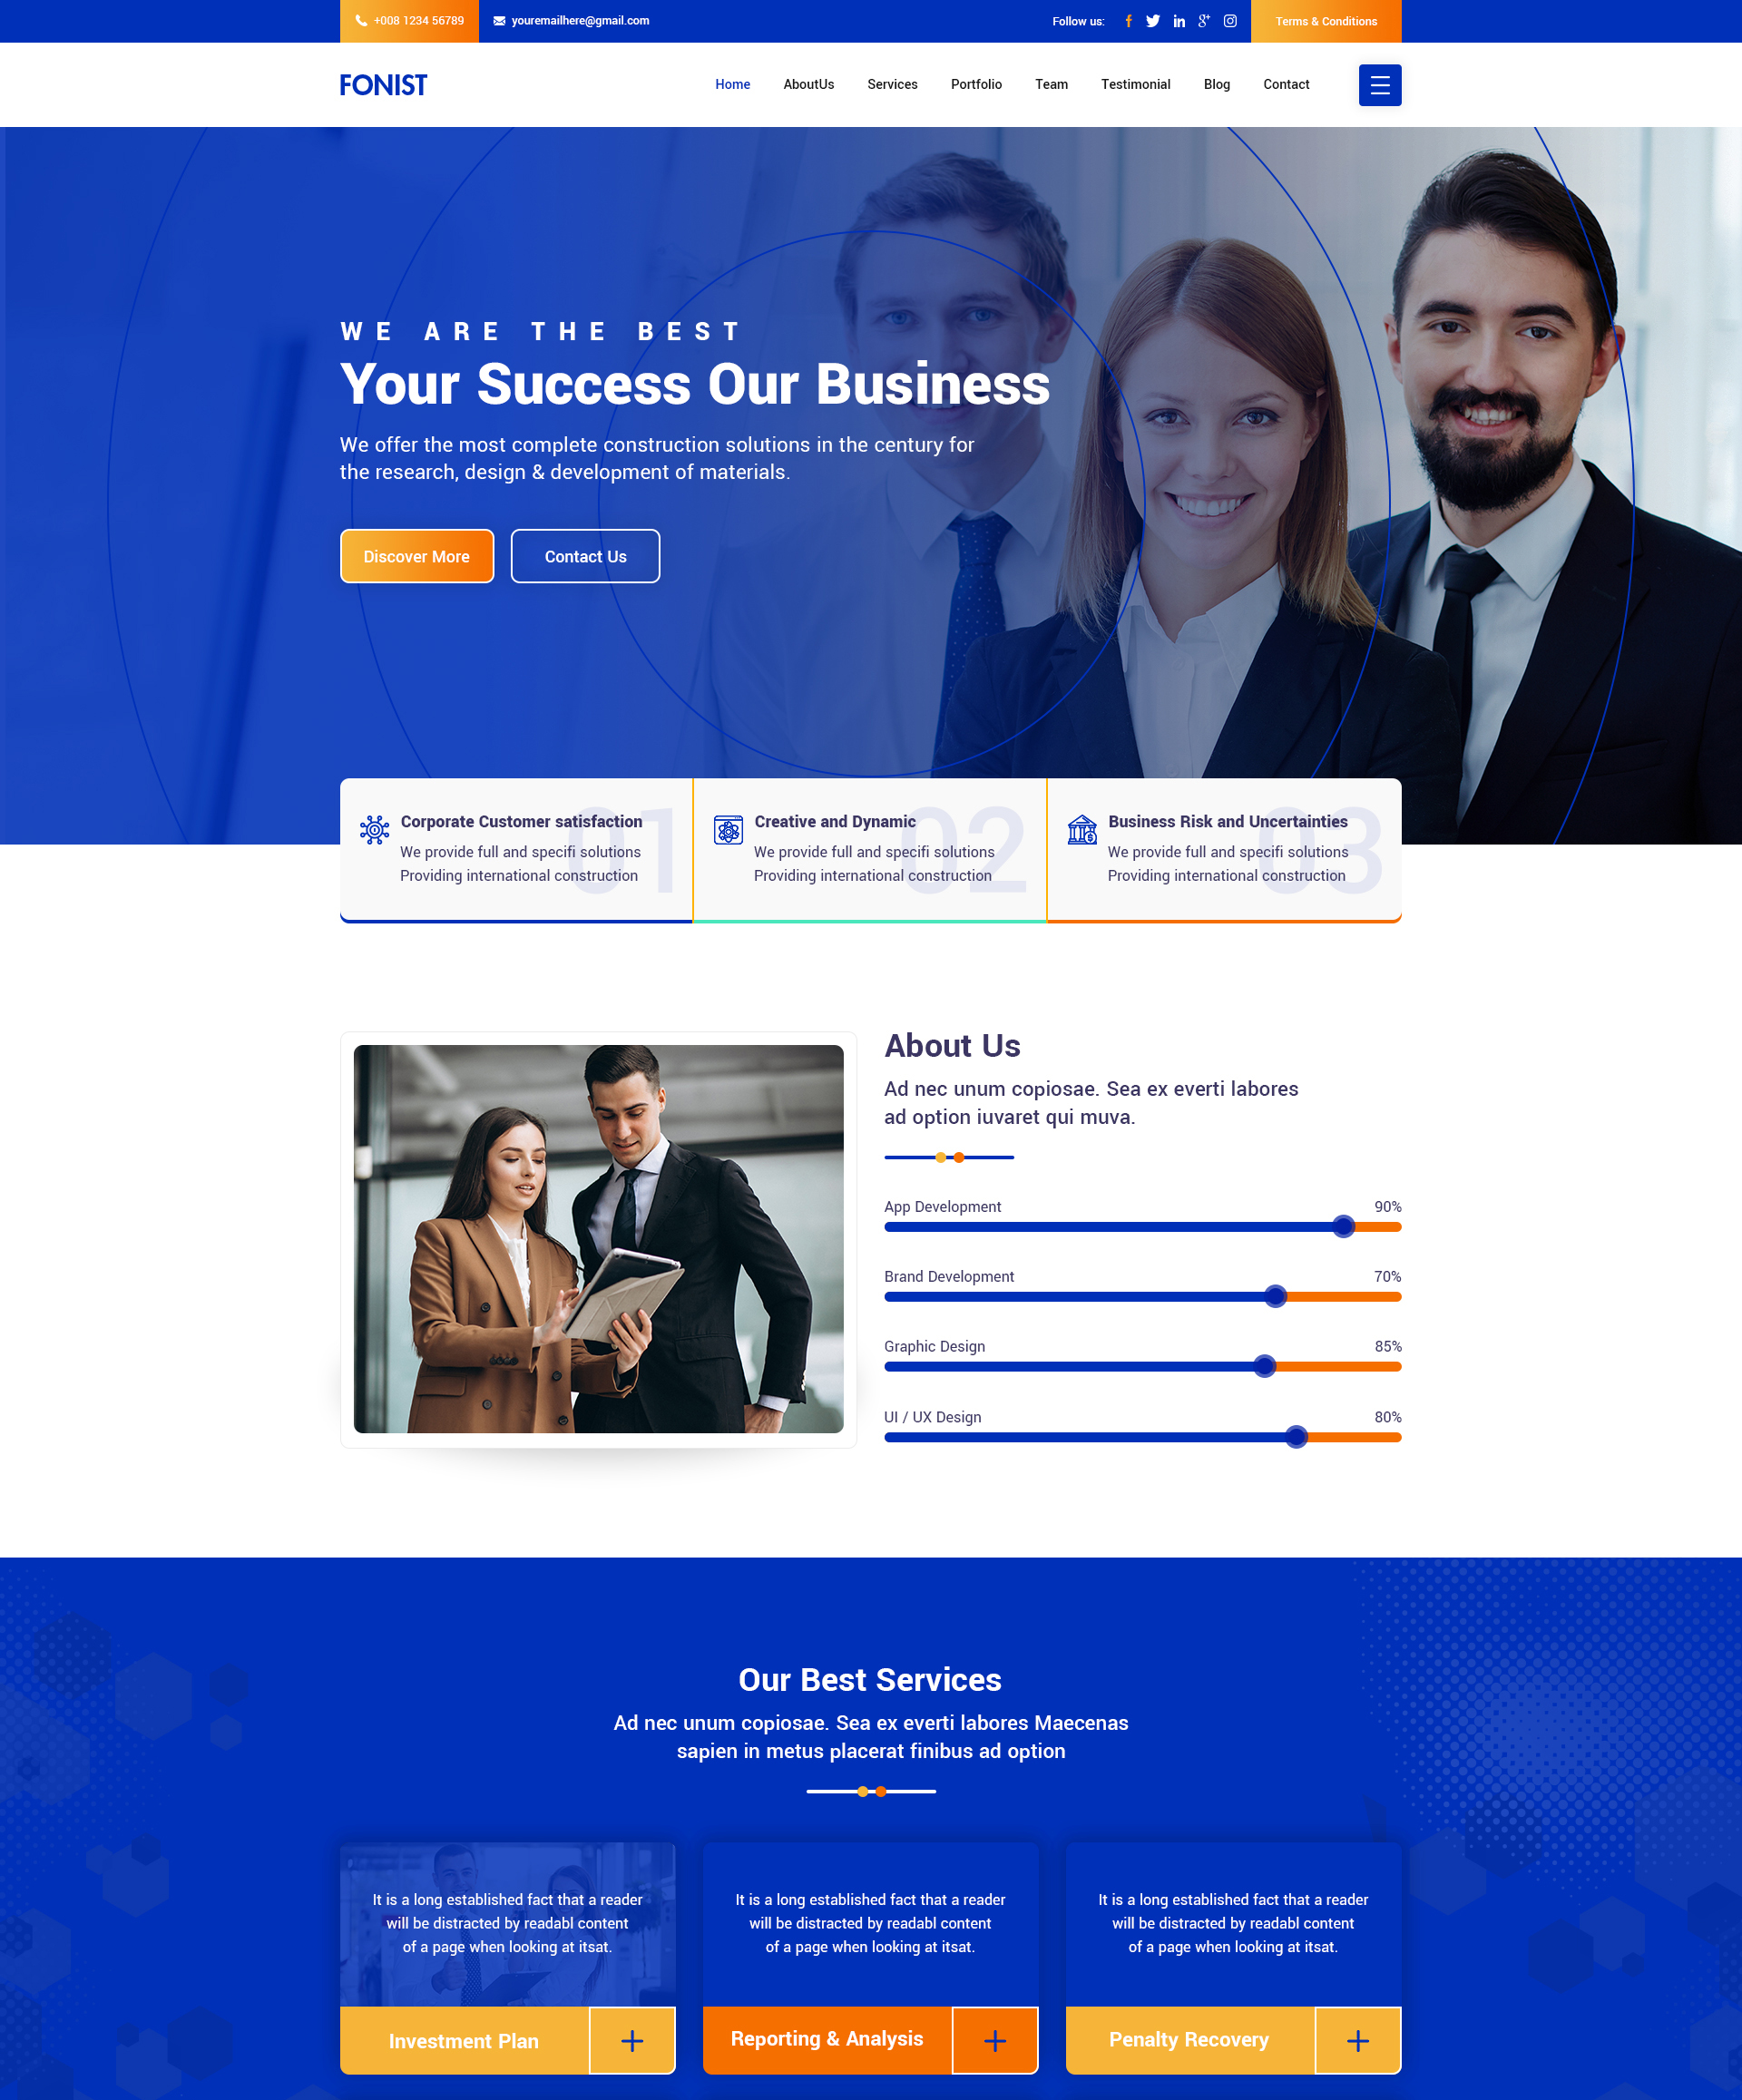 +008 1234 56789
youremailhere@gmail.com
Follow us:
Terms & Conditions
FONIST
Home
AboutUs
Services
Portfolio
Team
Testimonial
Blog
Contact
WE ARE THE BEST
Your Success Our Business
We offer the most complete construction solutions in the century for
the research, design & development of materials.
Discover More
Contact Us
01
Corporate Customer satisfaction
We provide full and specifi solutions
Providing international construction
02
Creative and Dynamic
We provide full and specifi solutions
Providing international construction
03
Business Risk and Uncertainties
We provide full and specifi solutions
Providing international construction
About Us
Ad nec unum copiosae. Sea ex everti labores
ad option iuvaret qui muva.
App Development 90%
Brand Development 70%
Graphic Design 85%
UI / UX Design 80%
Our Best Services
Ad nec unum copiosae. Sea ex everti labores Maecenas
sapien in metus placerat finibus ad option
It is a long established fact that a reader
will be distracted by readabl content
of a page when looking at itsat.
Investment Plan
It is a long established fact that a reader
will be distracted by readabl content
of a page when looking at itsat.
Reporting & Analysis
It is a long established fact that a reader
will be distracted by readabl content
of a page when looking at itsat.
Penalty Recovery